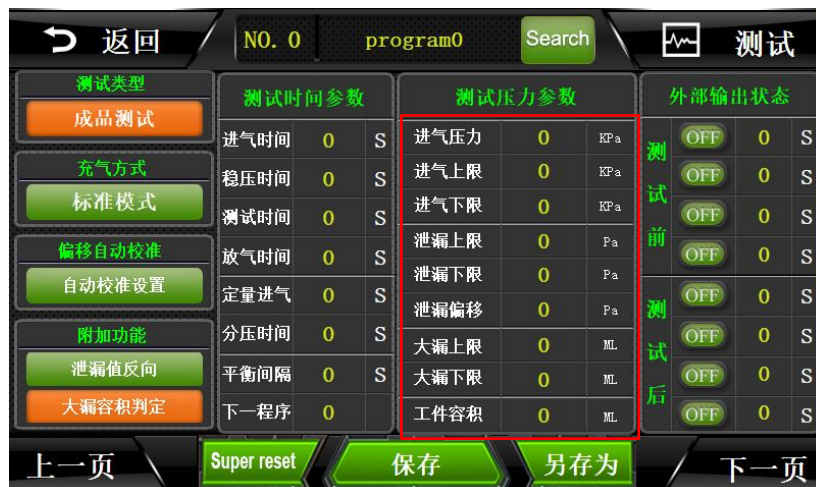 返回
NO. 0
program0
Search
测试
测试类型
成品测试
充气方式
标准模式
偏移自动校准
自动校准设置
附加功能
泄漏值反向
大漏容积判定
测试时间参数
进气时间 0 S
稳压时间 0 S
测试时间 0 S
放气时间 0 S
定量进气 0 S
分压时间 0 S
平衡间隔 0 S
下一程序 0
测试压力参数
进气压力 0 KPa
进气上限 0 KPa
进气下限 0 KPa
泄漏上限 0 Pa
泄漏下限 0 Pa
泄漏偏移 0 Pa
大漏上限 0 ML
大漏下限 0 ML
工件容积 0 ML
外部输出状态
测试前
OFF 0 S
OFF 0 S
OFF 0 S
OFF 0 S
测试后
OFF 0 S
OFF 0 S
OFF 0 S
OFF 0 S
上一页
Super reset
保存
另存为
下一页